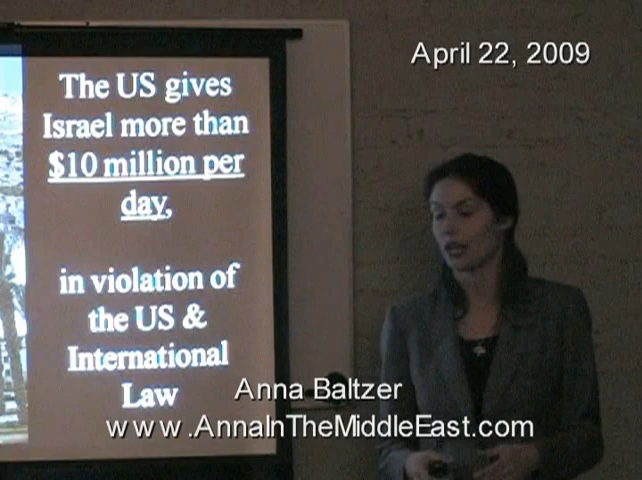 April 22, 2009
The US gives
Israel more than
$10 million per
day,
in violation of
the US &
International
Law
Anna Baltzer
www.AnnaInTheMiddleEast.com